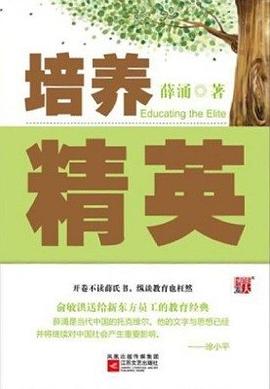 培养
薛涌 著
Educating the Elite
精英
开卷不读薛氏书,纵谈教育也枉然
俞敏洪送给新东方员工的教育经典
薛涌是当代中国的托克维尔。他的文字与思想已经
并将继续对中国社会产生重要影响。
——涂小平
凤凰出版传媒集团
江苏文艺出版社